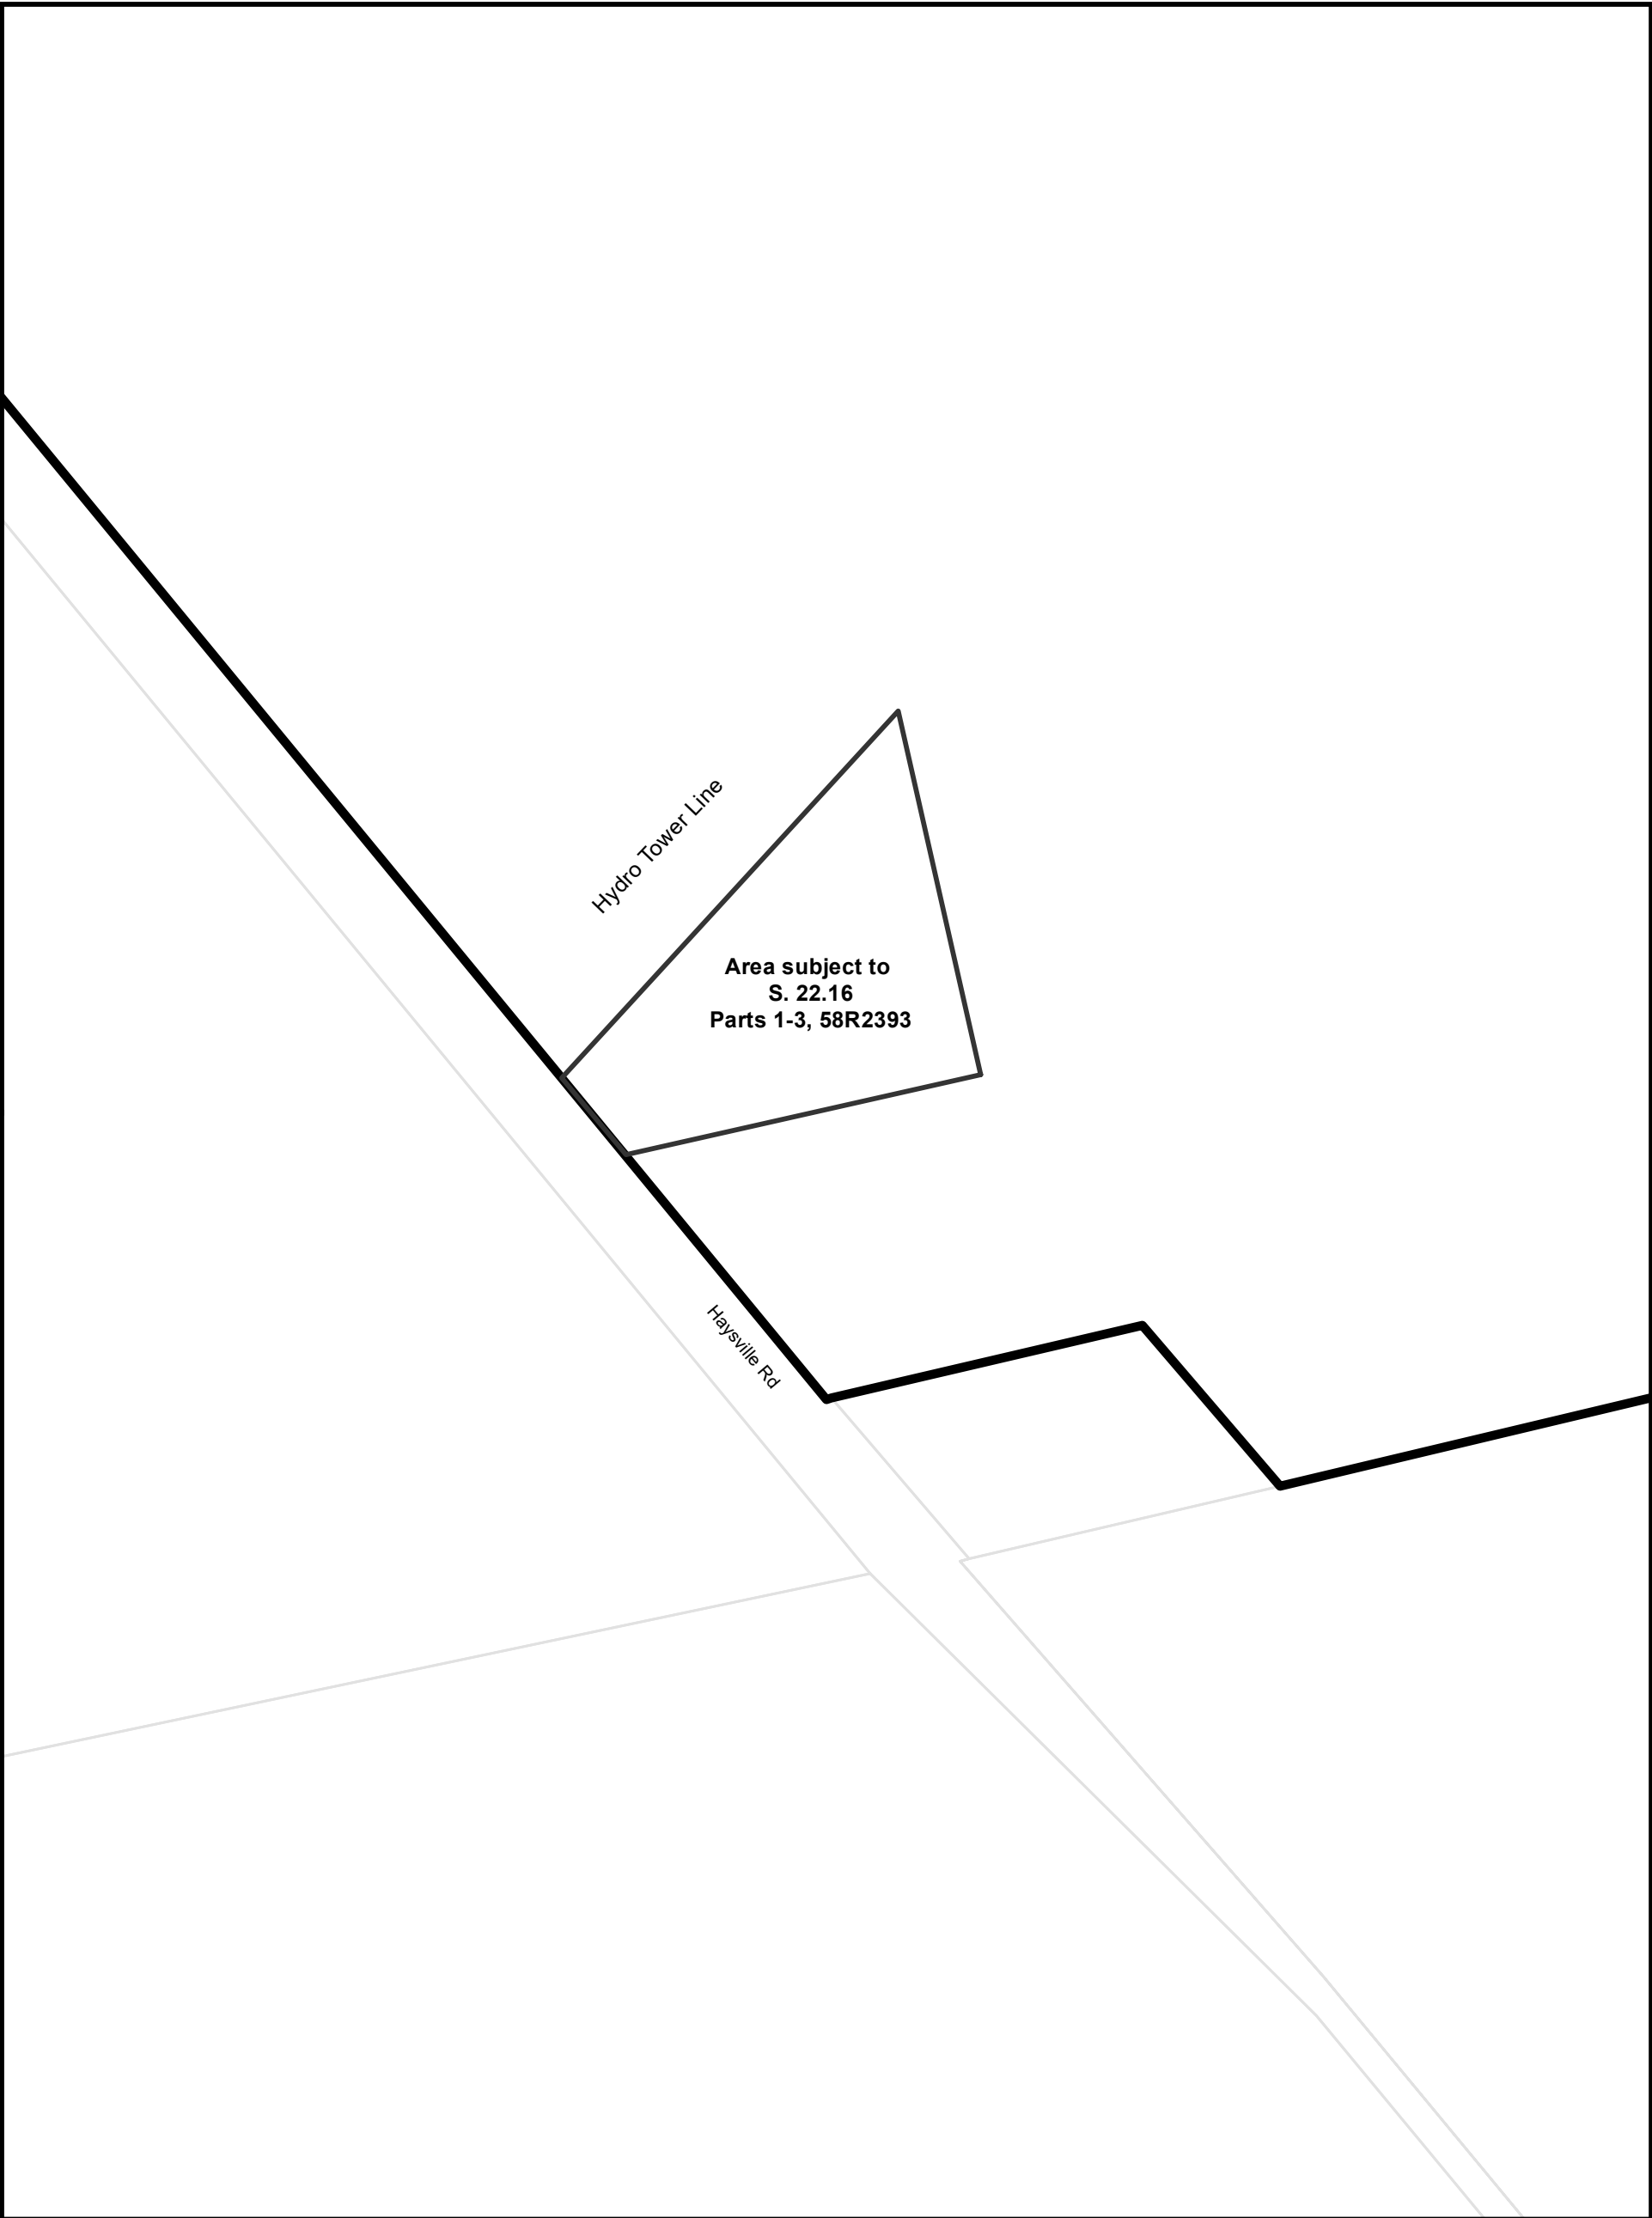 Hydro Tower Line
Area subject to
S. 22.16
Parts 1-3, 58R2393
Haysville Rd